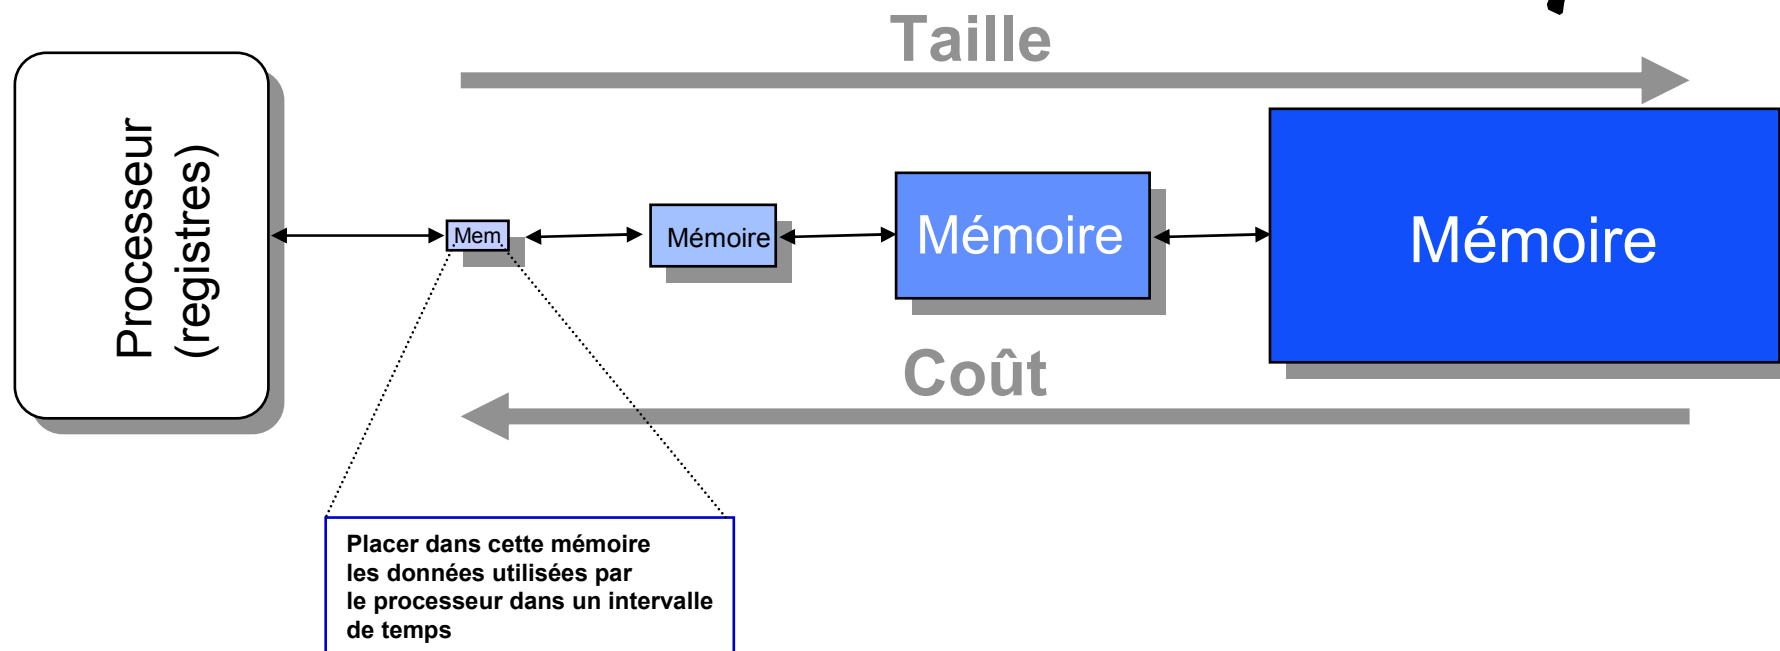 Taille
Processeur
(registres)
Mem.
Mémoire
Mémoire
Mémoire
Coût
Placer dans cette mémoire
les données utilisées par
le processeur dans un intervalle
de temps